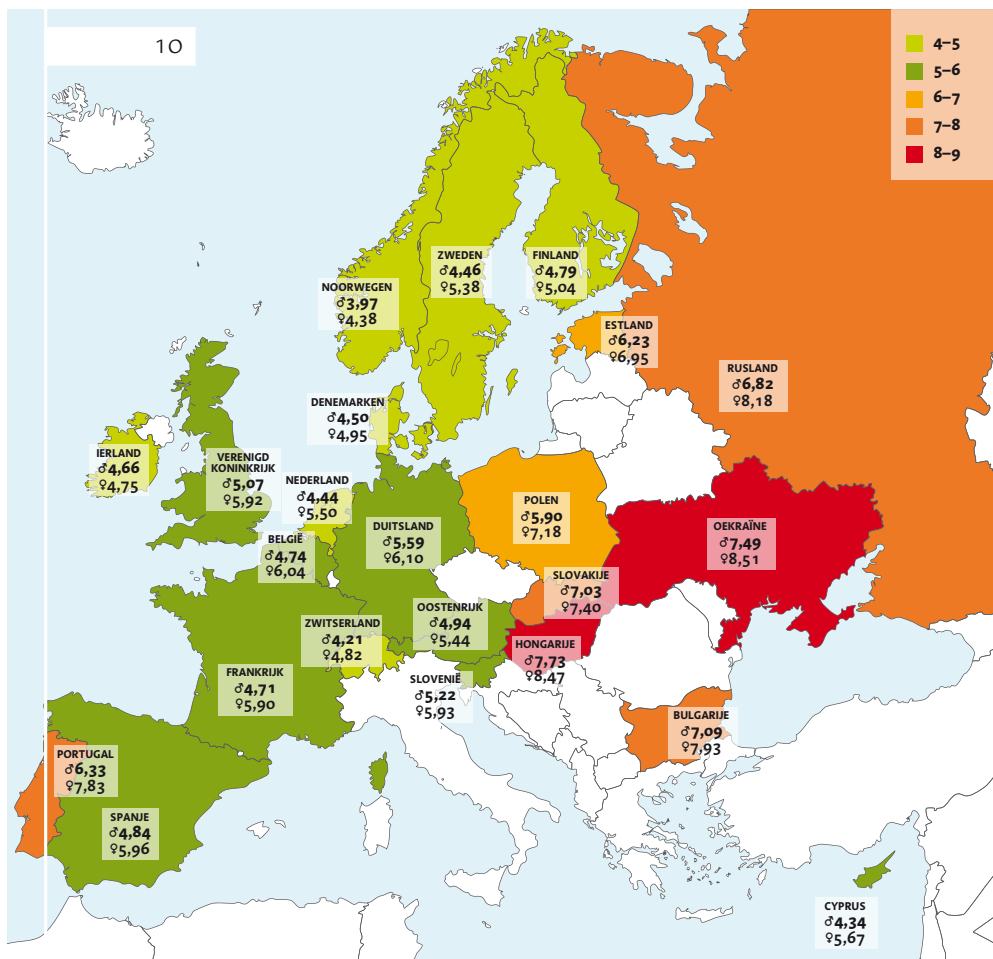 10
4–5
5–6
6–7
7–8
8–9
ZWEDEN
♂4,46
♀5,38
FINLAND
♂4,79
♀5,04
NOORWEGEN
♂3,97
♀4,38
ESTLAND
♂6,23
♀6,95
RUSLAND
♂6,82
♀8,18
DENEMARKEN
♂4,50
♀4,95
IERLAND
♂4,66
♀4,75
VERENIGD
KONINKRIJK
♂5,07
♀5,92
NEDERLAND
♂4,44
♀5,50
POLEN
♂5,90
♀7,18
DUITSLAND
♂5,59
♀6,10
OEKRAÏNE
♂7,49
♀8,51
BELGIË
♂4,74
♀6,04
SLOVAKIJE
♂7,03
♀7,40
OOSTENRIJK
♂4,94
♀5,44
ZWITSERLAND
♂4,21
♀4,82
HONGARIJE
♂7,73
♀8,47
FRANKRIJK
♂4,71
♀5,90
SLOVENIË
♂5,22
♀5,93
BULGARIJE
♂7,09
♀7,93
PORTUGAL
♂6,33
♀7,83
SPANJE
♂4,84
♀5,96
CYPRUS
♂4,34
♀5,67